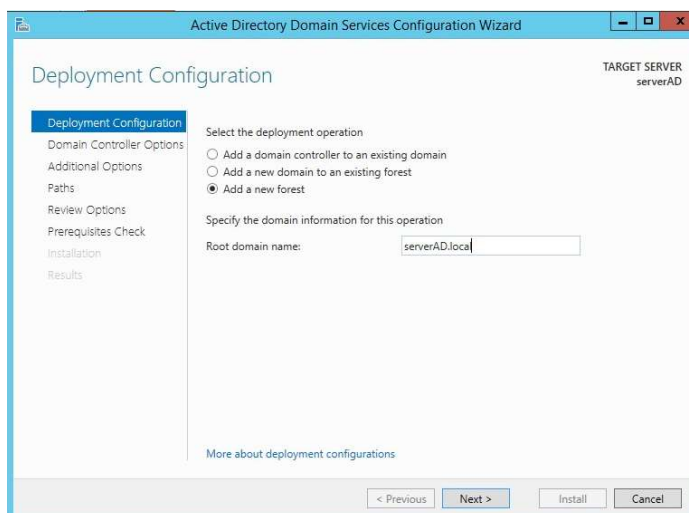 Active Directory Domain Services Configuration Wizard
Deployment Configuration
TARGET SERVER
serverAD
Deployment Configuration
Domain Controller Options
Additional Options
Paths
Review Options
Prerequisites Check
Installation
Results
Select the deployment operation
Add a domain controller to an existing domain
Add a new domain to an existing forest
Add a new forest
Specify the domain information for this operation
Root domain name: serverAD.local
More about deployment configurations
< Previous Next > Install Cancel